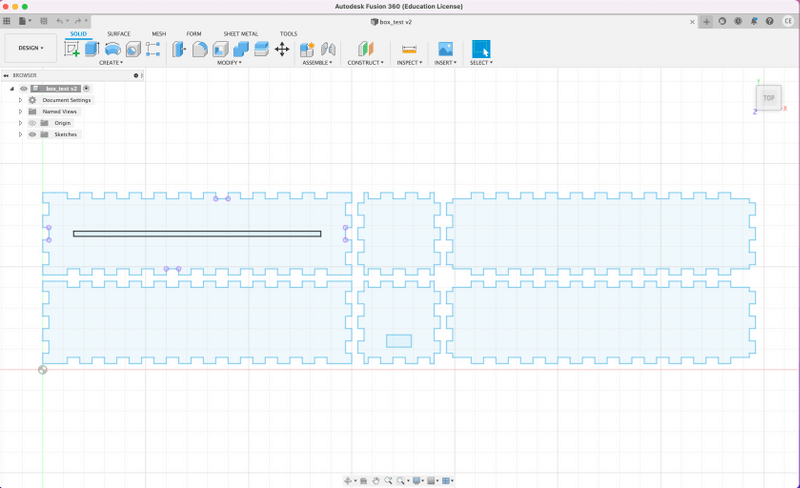 Autodesk Fusion 360 (Education License)
box_test v2
CE
SOLID SURFACE MESH FORM SHEET METAL TOOLS
DESIGN
CREATE MODIFY ASSEMBLE CONSTRUCT INSPECT INSERT SELECT
BROWSER
box_test v2
Document Settings
Named Views
Origin
Sketches
TOP
Y
Z
X